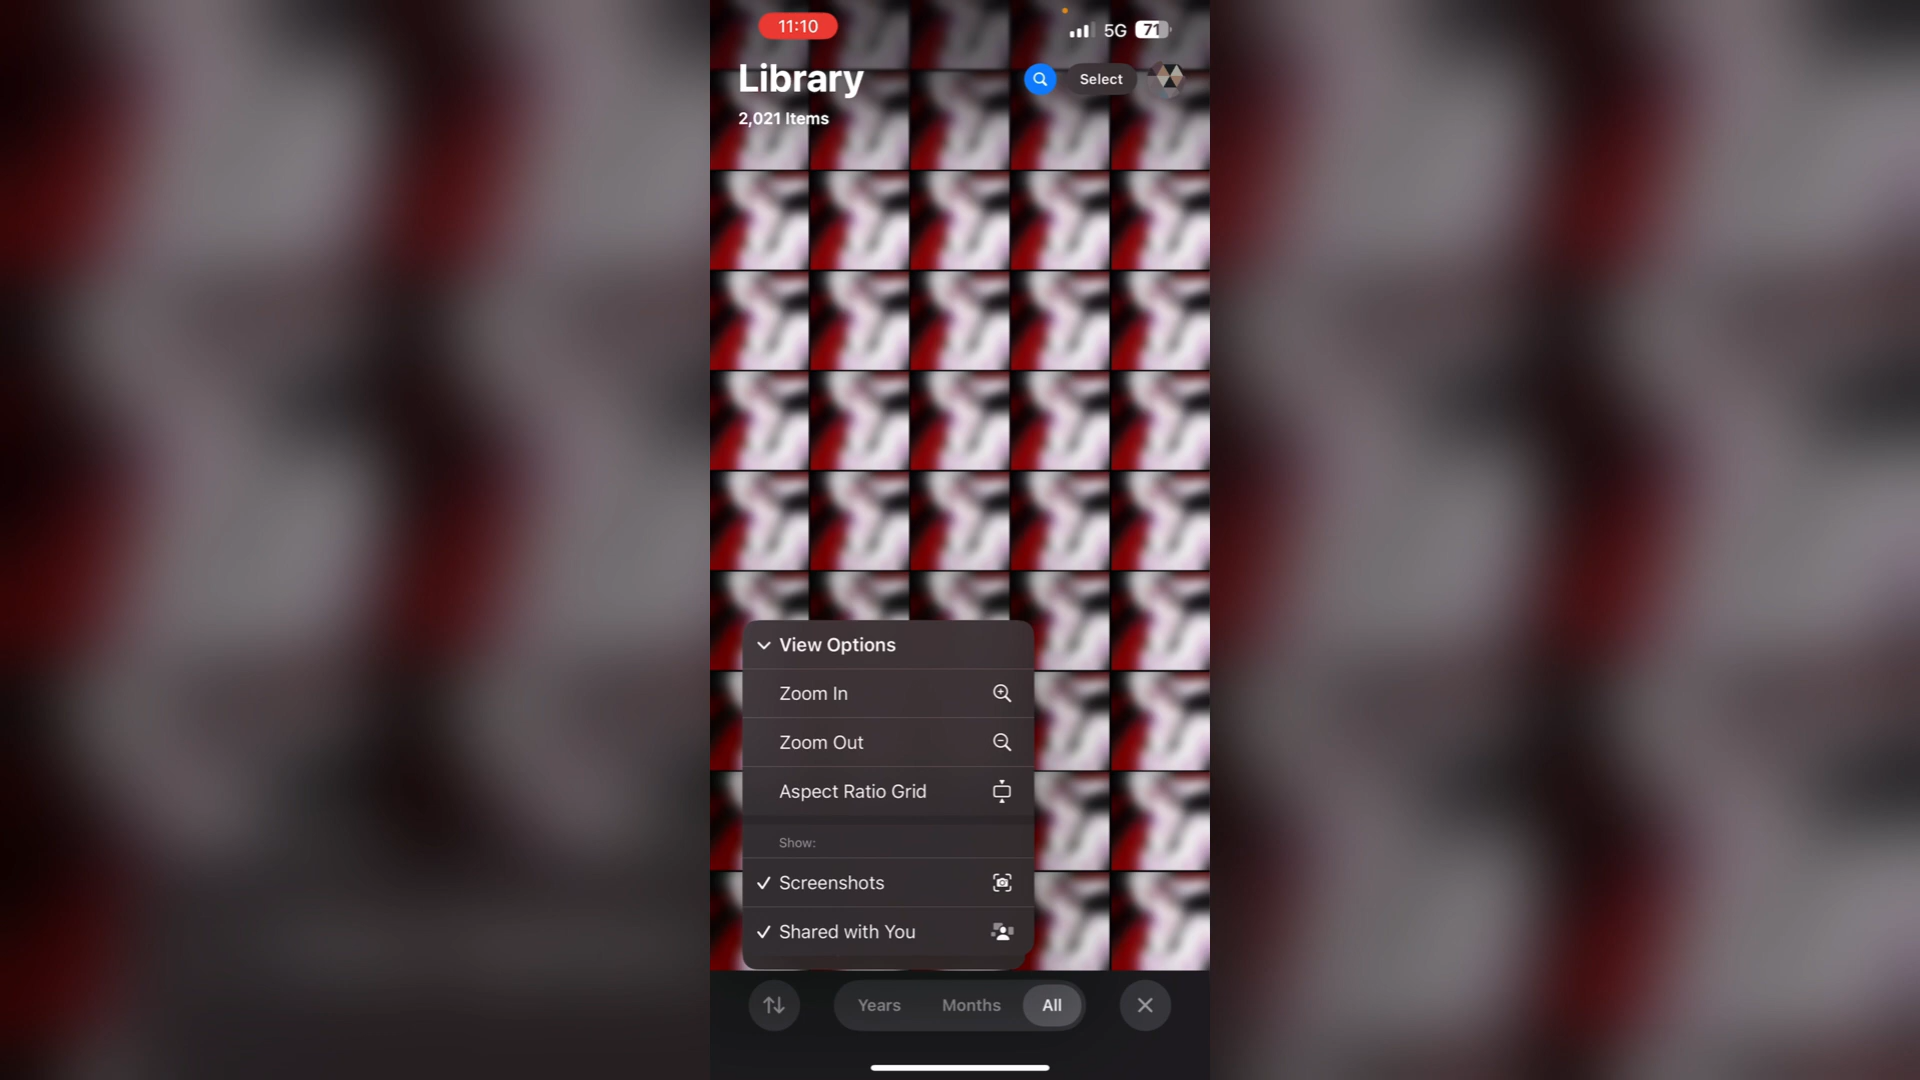 11:10
5G
71
Library
Select
2,021 Items
View Options
Zoom In
Zoom Out
Aspect Ratio Grid
Show:
Screenshots
Shared with You
Years
Months
All